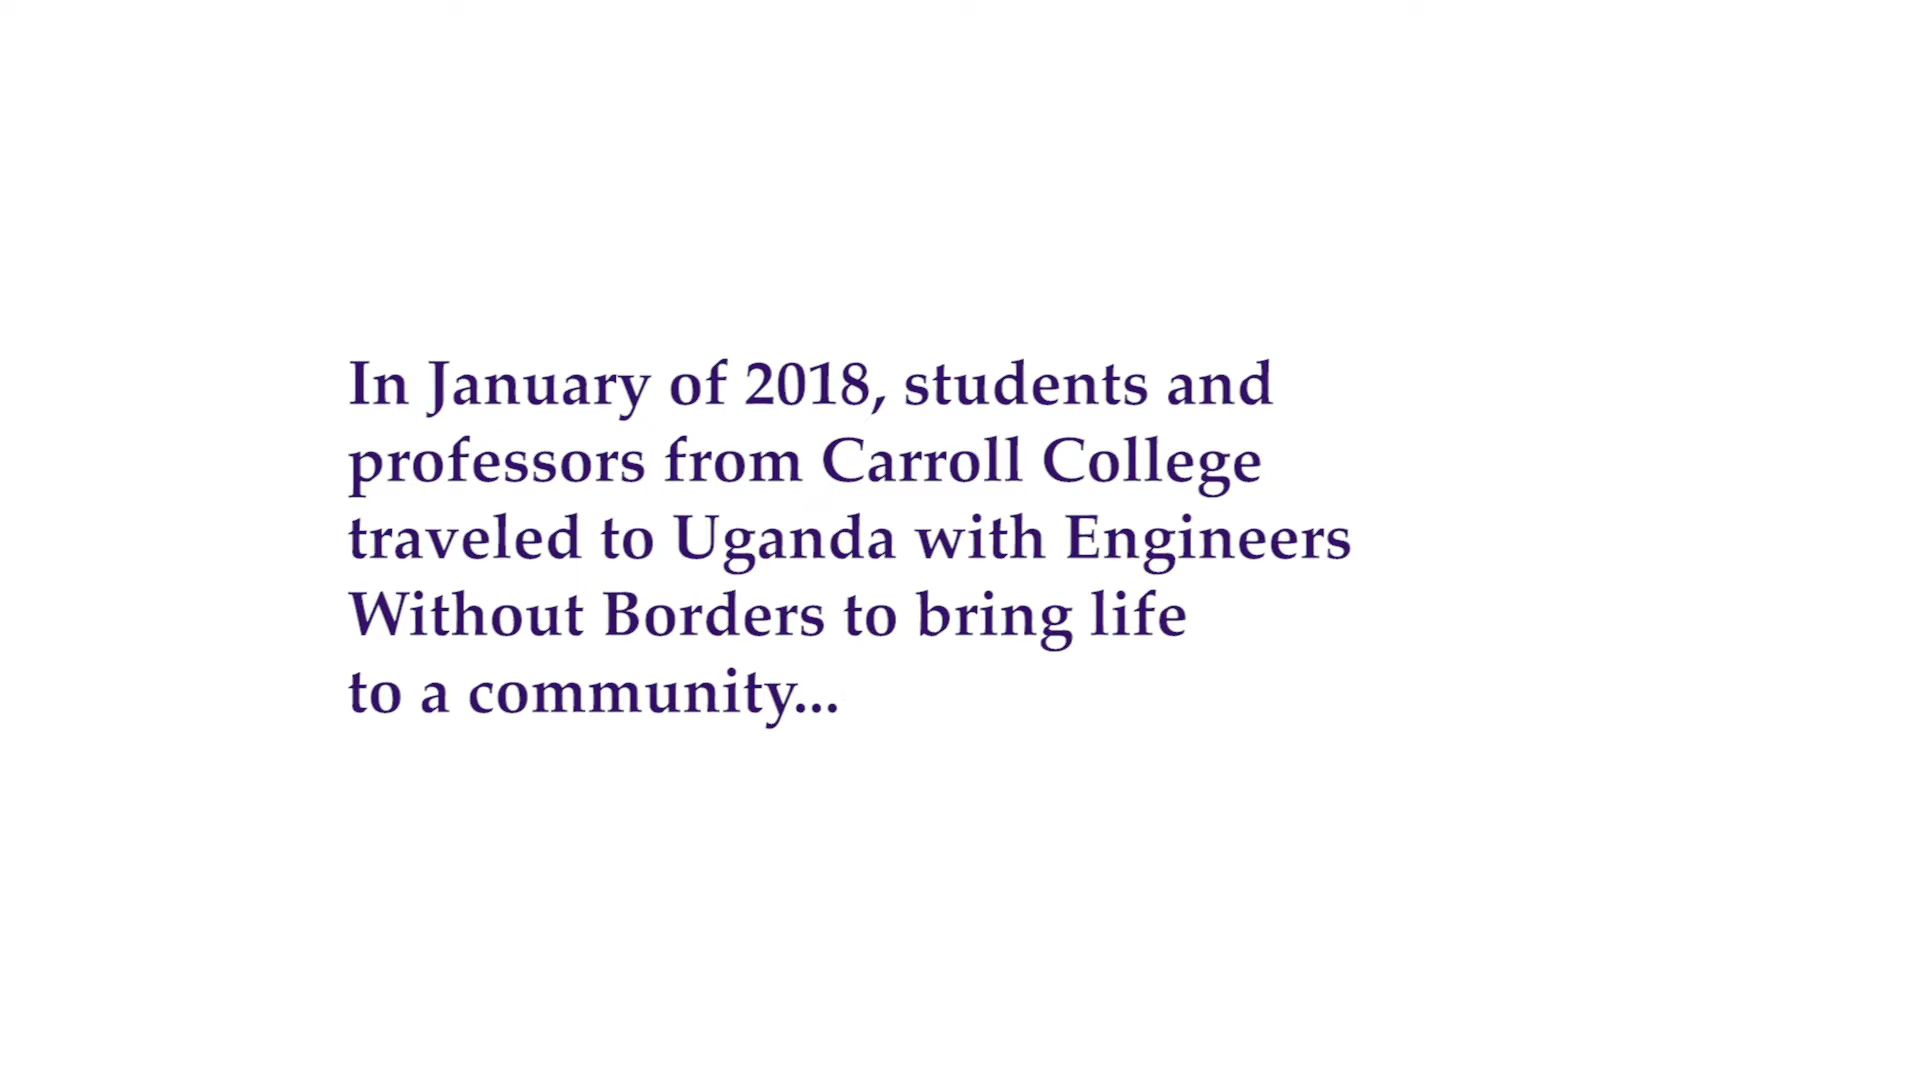 In January of 2018, students and
professors from Carroll College
traveled to Uganda with Engineers
Without Borders to bring life
to a community...